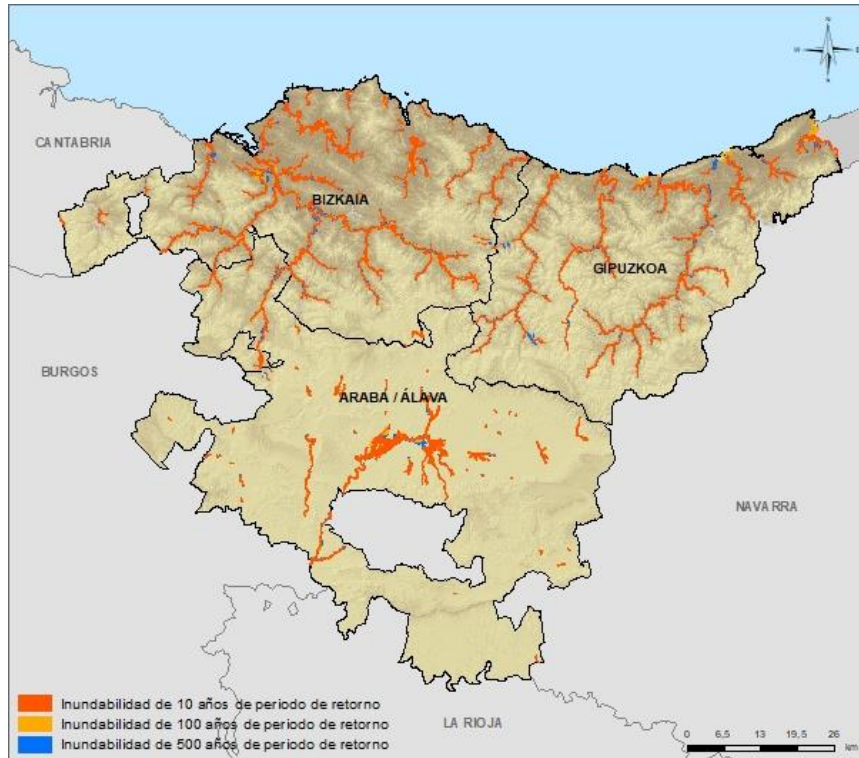 N
W
E
S
CANTABRIA
BIZKAIA
GIPUZKOA
BURGOS
ARABA / ÁLAVA
NAVARRA
LA RIOJA
Inundabilidad de 10 años de periodo de retorno
Inundabilidad de 100 años de periodo de retorno
Inundabilidad de 500 años de periodo de retorno
0 6,5 13 19,5 26
km